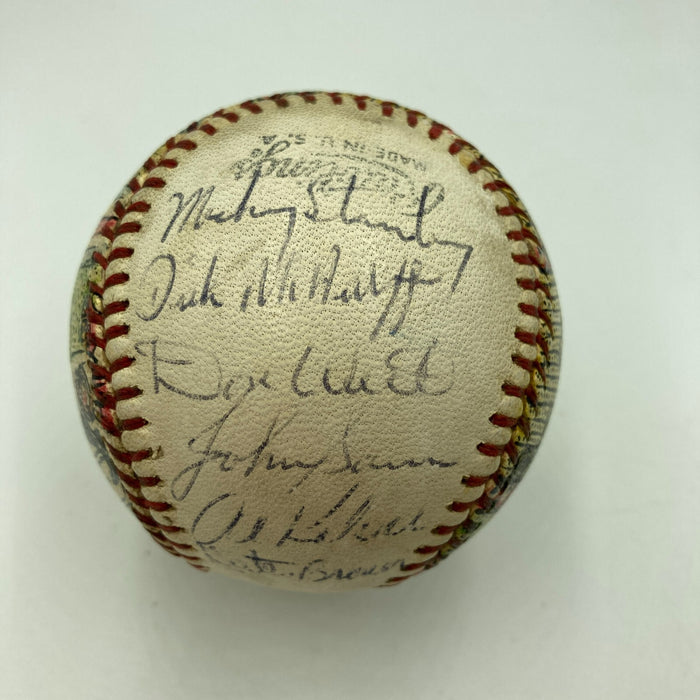 MADE IN U.S.A.
Mickey Stanley
Dick McAuliffe
Don Wert
Johnny Sain
Al Kaline
Brown